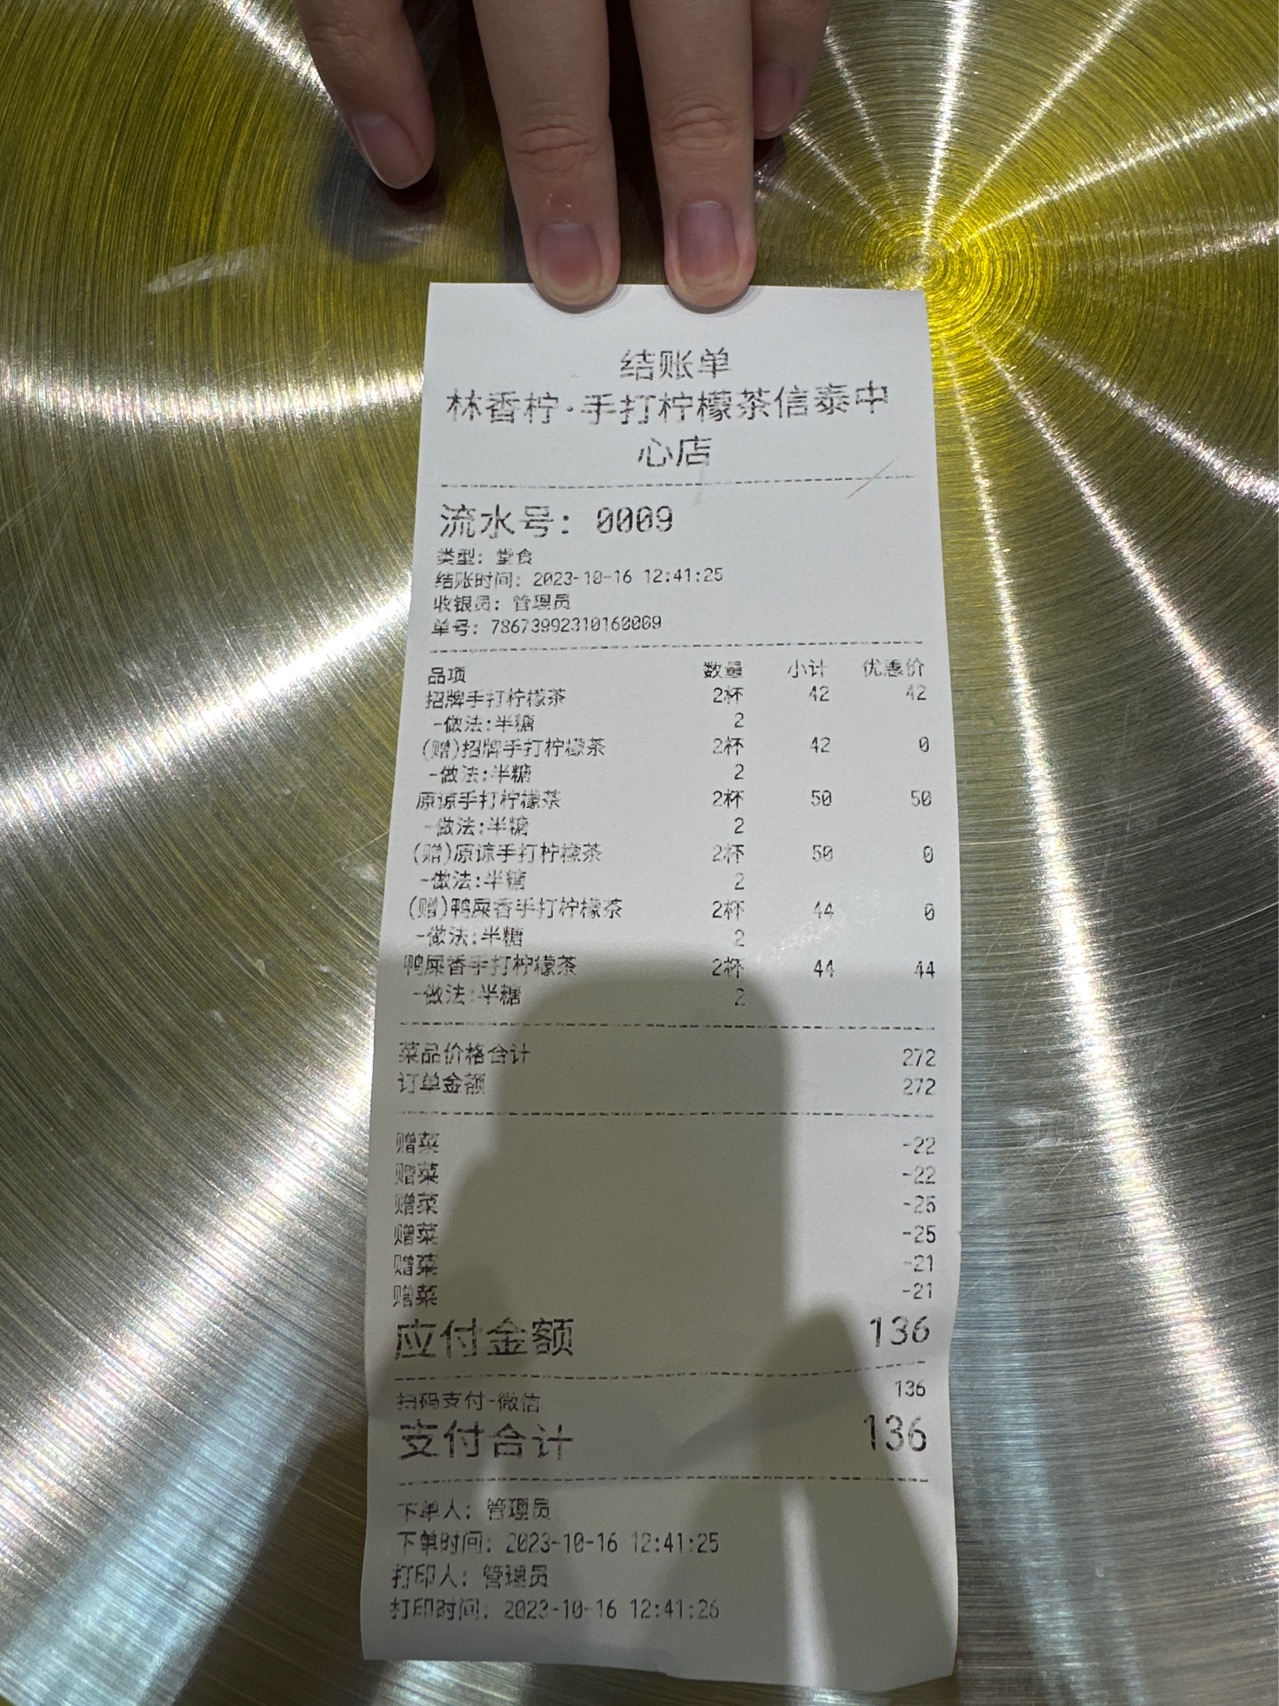 结账单
林香柠·手打柠檬茶信泰中
心店
流水号: 0009
类型: 堂食
结账时间: 2023-10-16 12:41:25
收银员: 管理员
单号: 78673992310160009
品项 数量 小计 优惠价
招牌手打柠檬茶 2杯 42 42
-做法:半糖 2
(赠)招牌手打柠檬茶 2杯 42 0
-做法:半糖 2
原谅手打柠檬茶 2杯 50 50
-做法:半糖 2
(赠)原谅手打柠檬茶 2杯 50 0
-做法:半糖 2
(赠)鸭屎香手打柠檬茶 2杯 44 0
-做法:半糖 2
鸭屎香手打柠檬茶 2杯 44 44
-做法:半糖 2
菜品价格合计 272
订单金额 272
赠菜 -22
赠菜 -22
赠菜 -25
赠菜 -25
赠菜 -21
赠菜 -21
应付金额 136
扫码支付-微信 136
支付合计 136
下单人: 管理员
下单时间: 2023-10-16 12:41:25
打印人: 管理员
打印时间: 2023-10-16 12:41:26